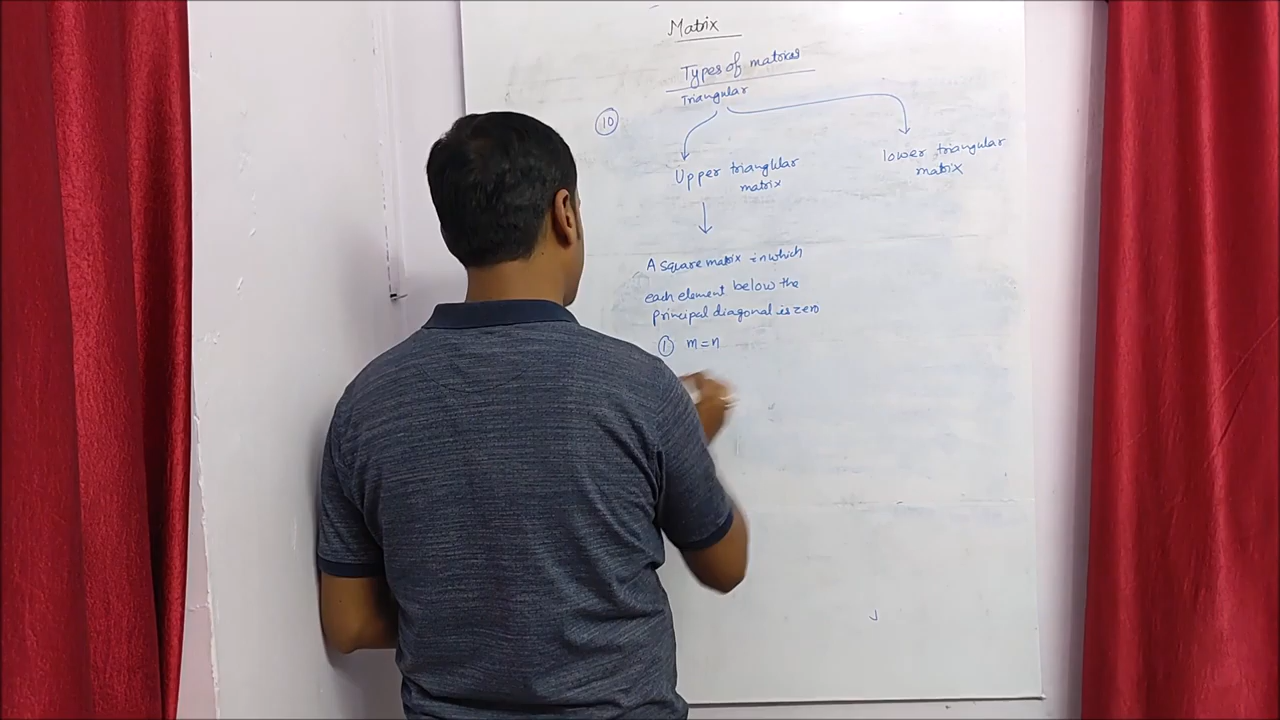 Matrix
Types of matrices
Triangular
10
Upper triangular
matrix
lower triangular
matrix
A square matrix in which
each element below the
principal diagonal is zero
① m=n